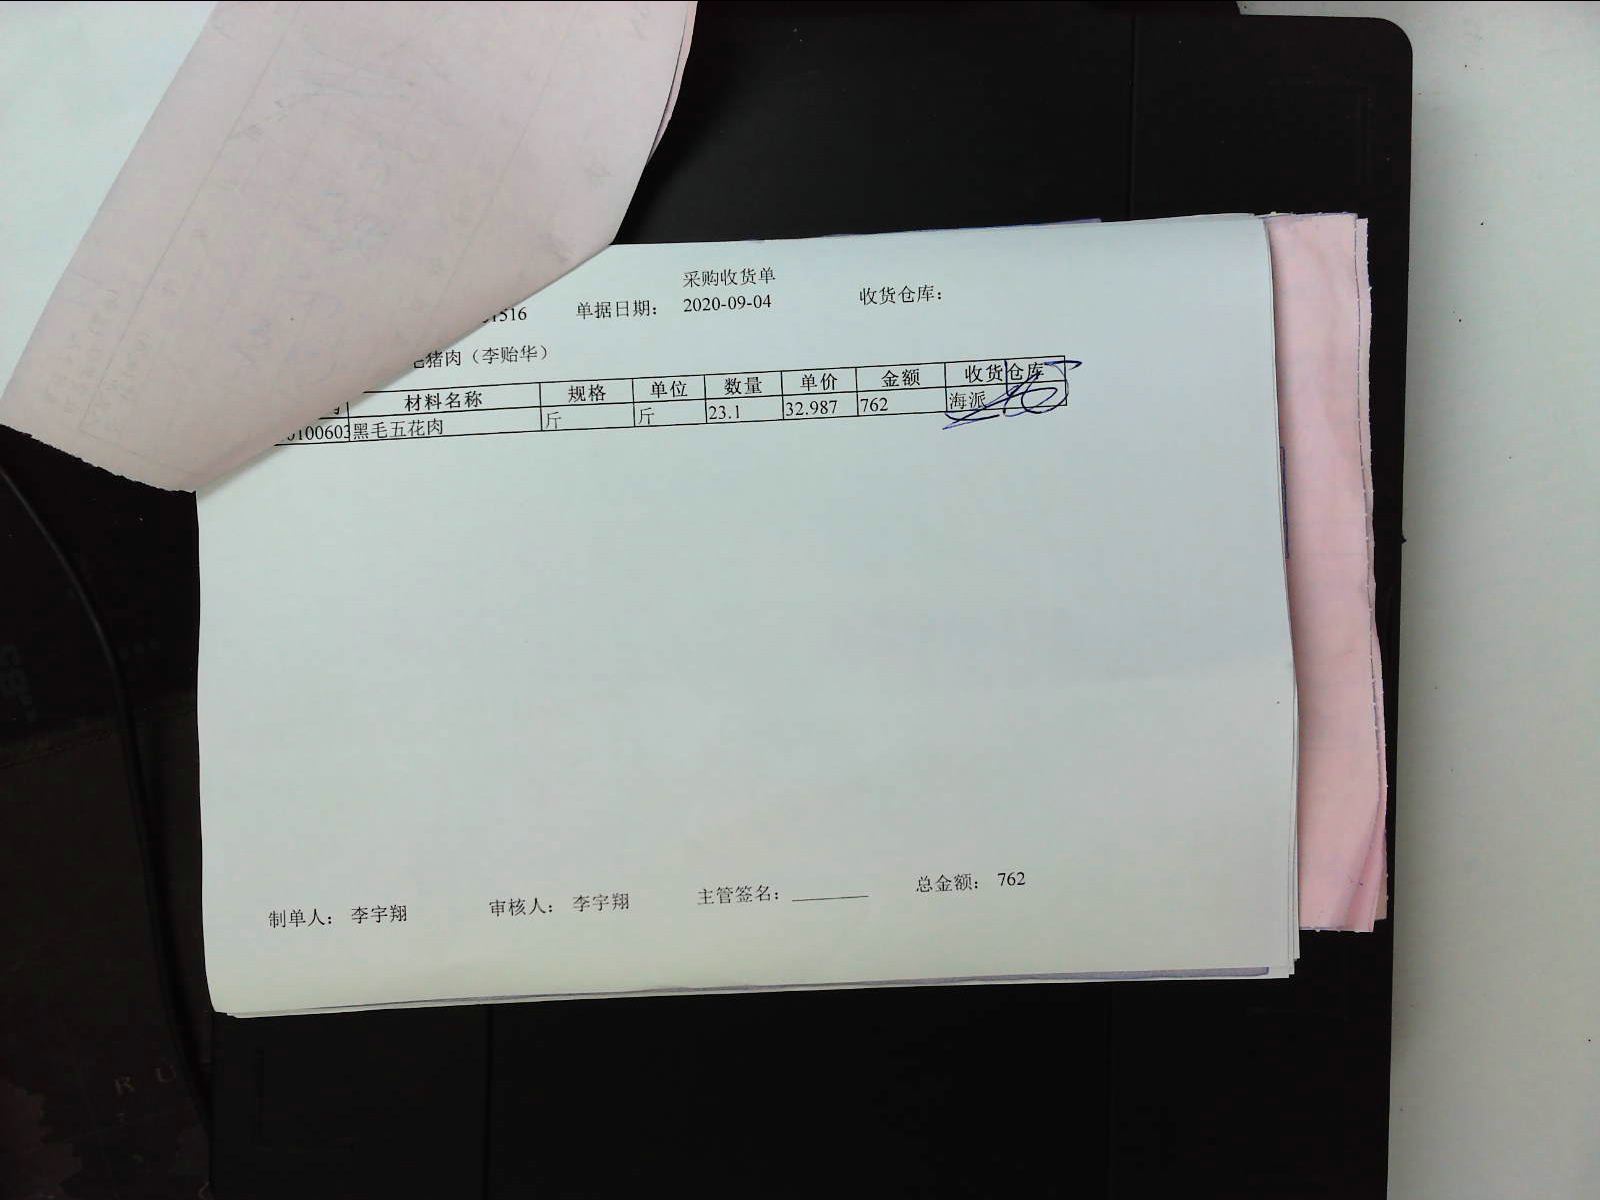 采购收货单
1516 单据日期： 2020-09-04 收货仓库：
猪肉（李贻华）
材料名称 规格 单位 数量 单价 金额 收货仓库
0100603 黑毛五花肉 斤 斤 23.1 32.987 762 海派
制单人： 李宇翔 审核人： 李宇翔 主管签名： 总金额： 762